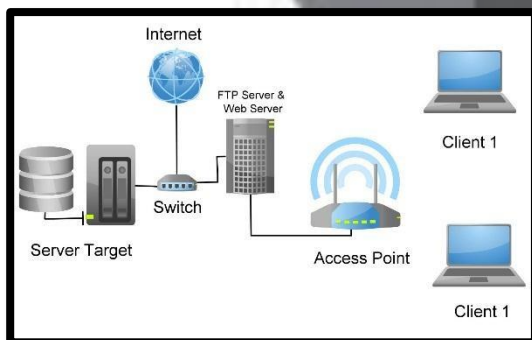 Internet
FTP Server &
Web Server
Client 1
Switch
Server Target
Access Point
Client 1